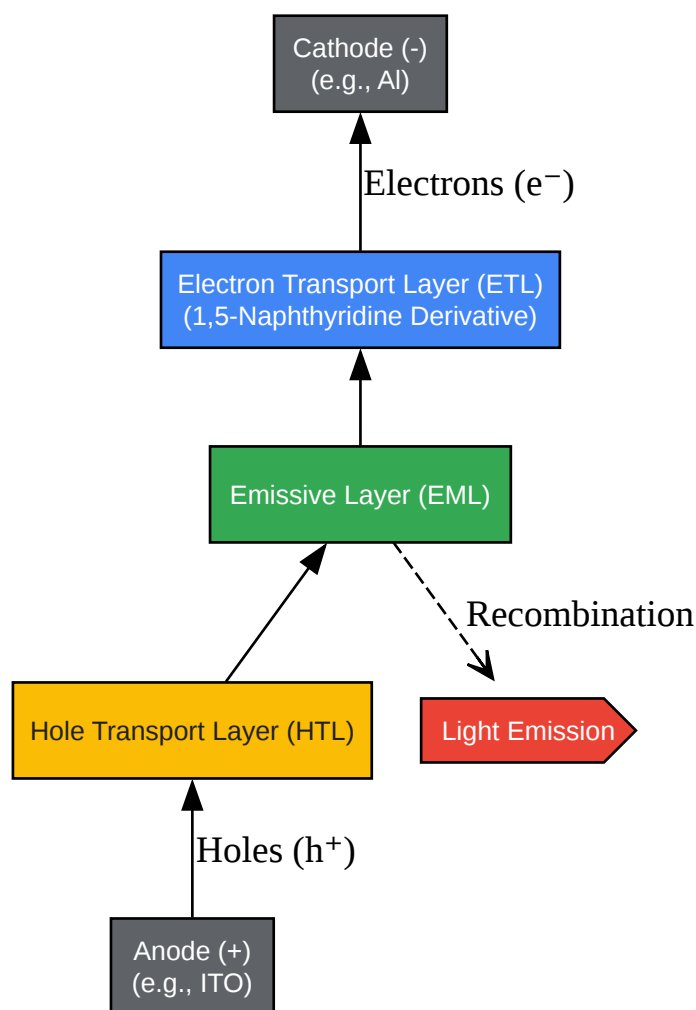 Cathode (-)
(e.g., Al)
Electrons (e⁻)
Electron Transport Layer (ETL)
(1,5-Naphthyridine Derivative)
Emissive Layer (EML)
Recombination
Hole Transport Layer (HTL)
Light Emission
Holes (h⁺)
Anode (+)
(e.g., ITO)